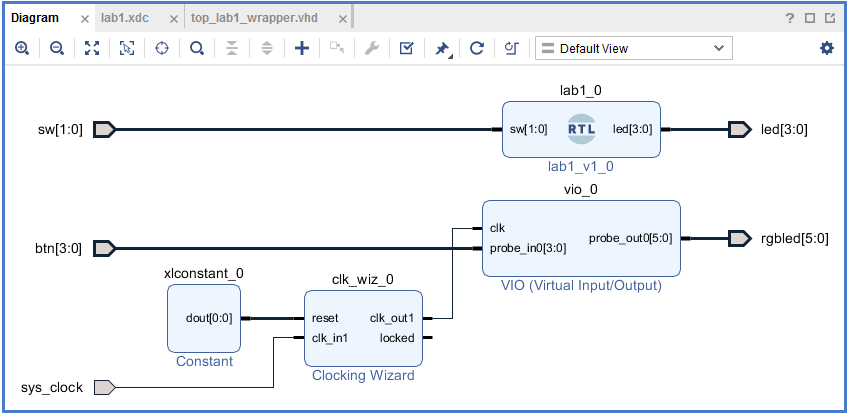 Diagram × lab1.xdc × top_lab1_wrapper.vhd ×
? 
Default View
lab1_0
sw[1:0] sw[1:0] RTL led[3:0] led[3:0]
lab1_v1_0
vio_0
clk
probe_out0[5:0] rgbled[5:0]
btn[3:0] probe_in0[3:0]
xlconstant_0 clk_wiz_0
VIO (Virtual Input/Output)
dout[0:0] reset clk_out1
clk_in1 locked
Constant
Clocking Wizard
sys_clock